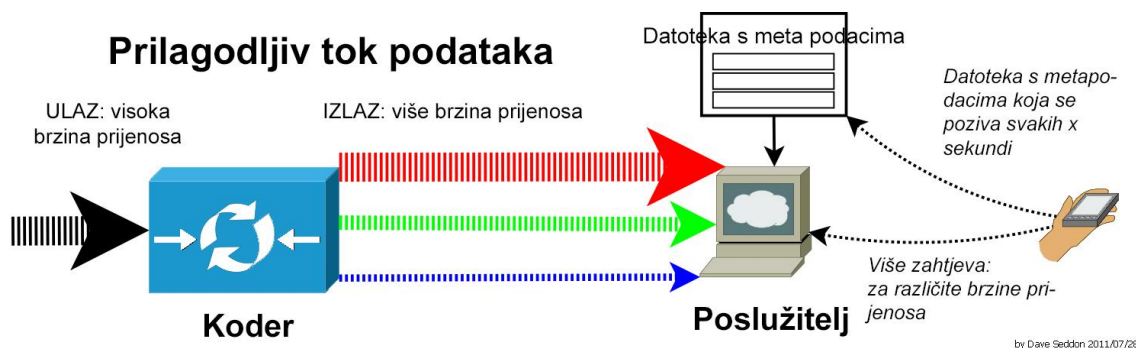 Prilagodljiv tok podataka
Datoteka s meta podacima
ULAZ: visoka
brzina prijenosa
IZLAZ: više brzina prijenosa
Datoteka s metapo-
dacima koja se
poziva svakih x
sekundi
Više zahtjeva:
za različite brzine pri-
jenosa
Koder
Poslužitelj
by Dave Seddon 2011/07/28